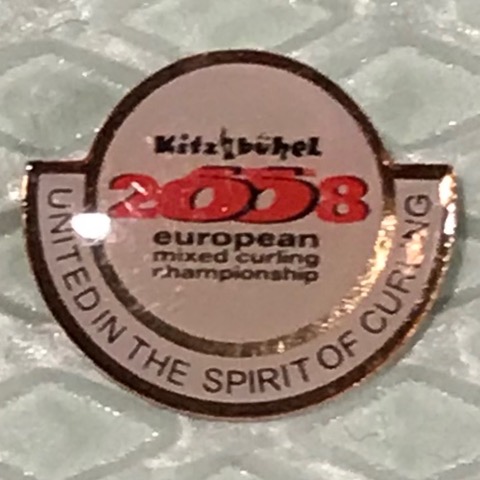 Kitzbühel
2008
european
mixed curling
championship
UNITED IN THE SPIRIT OF CURLING